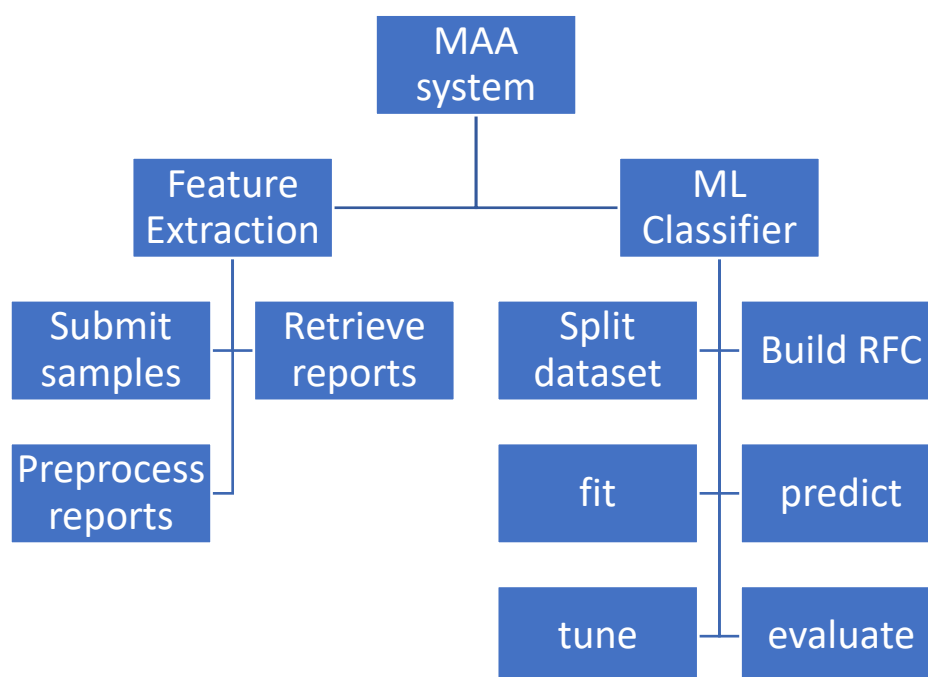 MAA
system
Feature
Extraction
ML
Classifier
Submit
samples
Retrieve
reports
Split
dataset
Build RFC
Preprocess
reports
fit
predict
tune
evaluate